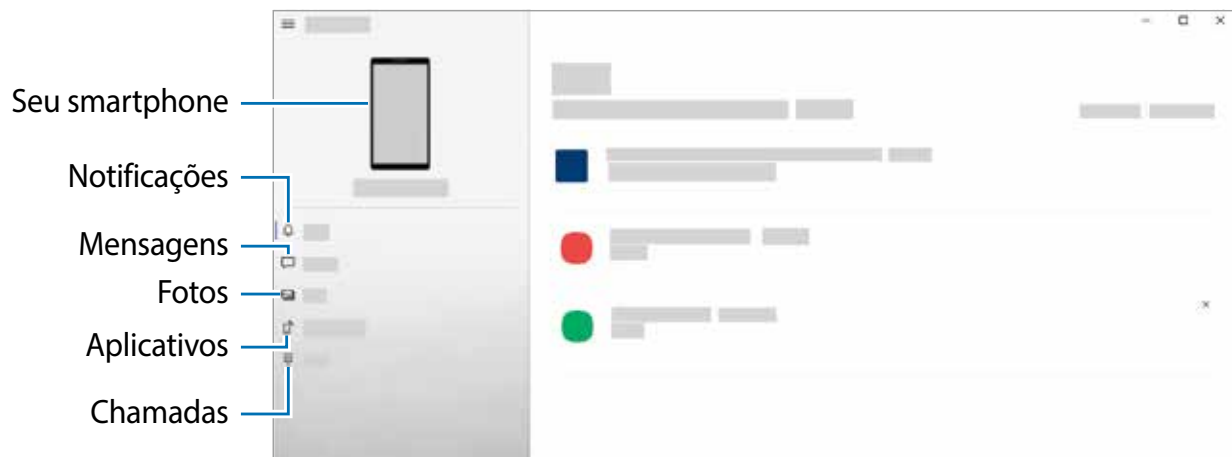 Seu smartphone
Notificações
Mensagens
Fotos
Aplicativos
Chamadas